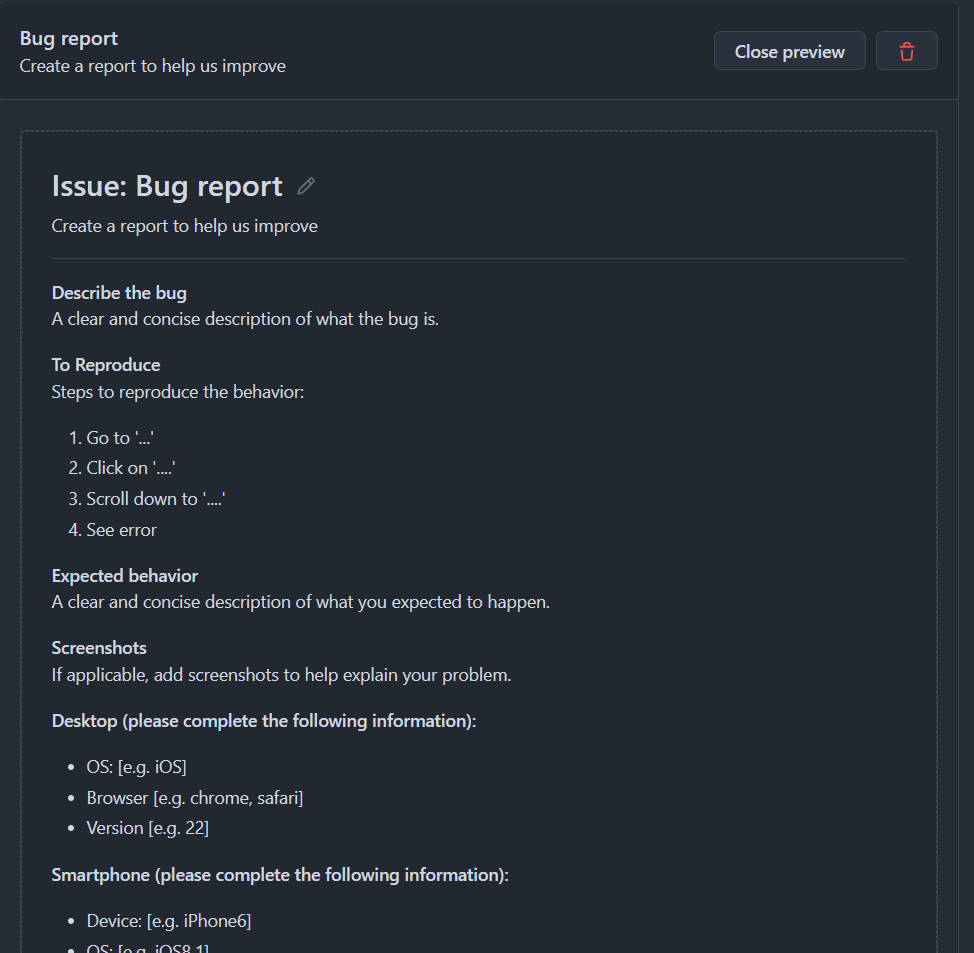 Bug report
Create a report to help us improve
Close preview
Issue: Bug report
Create a report to help us improve
Describe the bug
A clear and concise description of what the bug is.
To Reproduce
Steps to reproduce the behavior:
1. Go to '...'
2. Click on '....'
3. Scroll down to '....'
4. See error
Expected behavior
A clear and concise description of what you expected to happen.
Screenshots
If applicable, add screenshots to help explain your problem.
Desktop (please complete the following information):
• OS: [e.g. iOS]
• Browser [e.g. chrome, safari]
• Version [e.g. 22]
Smartphone (please complete the following information):
• Device: [e.g. iPhone6]
• OS: [e.g. iOS8.1]